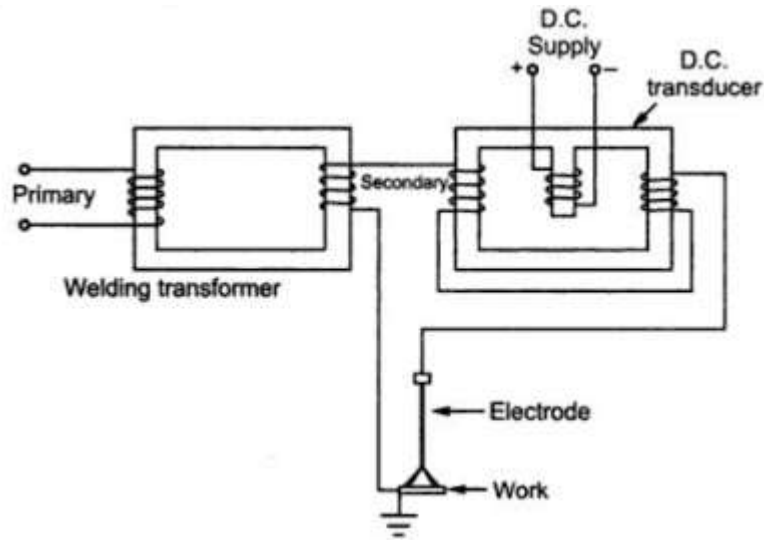 D.C.
Supply
+
–
D.C.
transducer
Primary
Secondary
Welding transformer
Electrode
Work